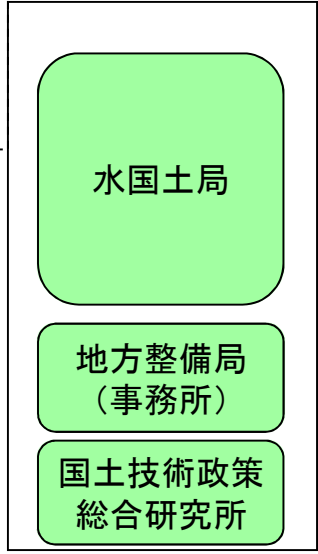 水国土局
地方整備局
（事務所）
国土技術政策
総合研究所